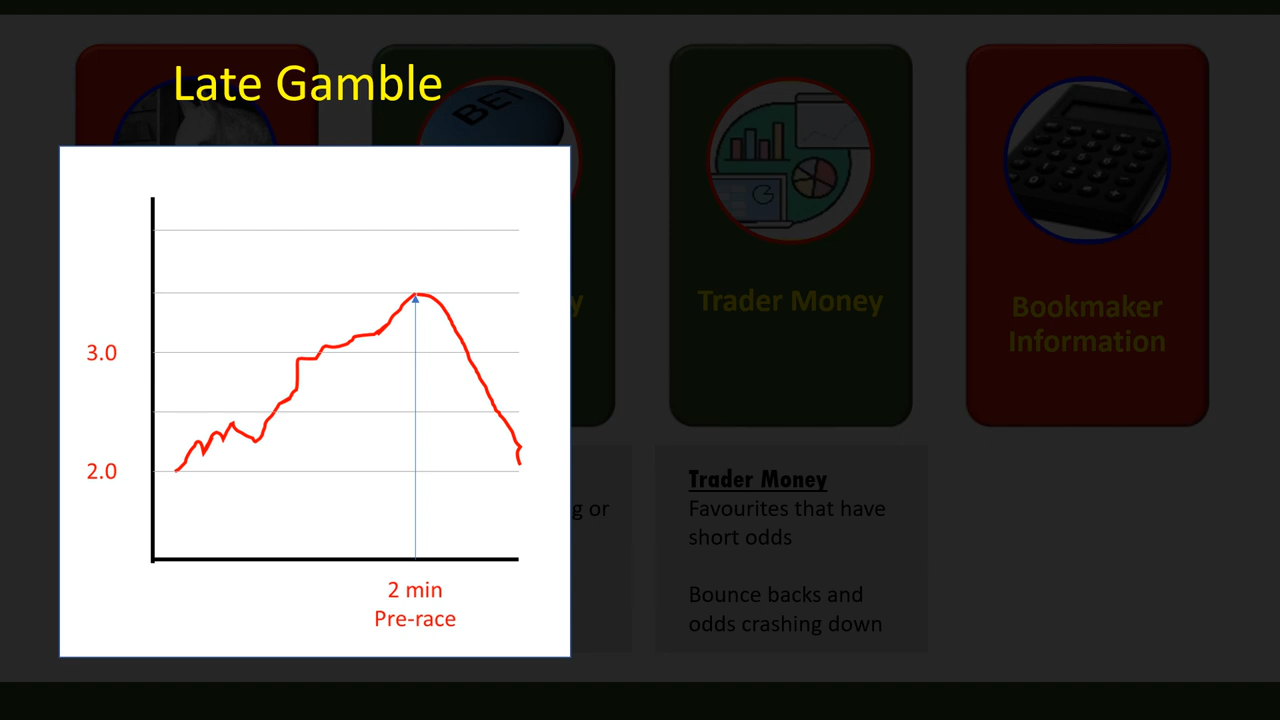 Late Gamble
BET
3.0
2.0
2 min
Pre-race
y
Trader Money
Bookmaker
Information
g or
Trader Money
Favourites that have
short odds
Bounce backs and
odds crashing down